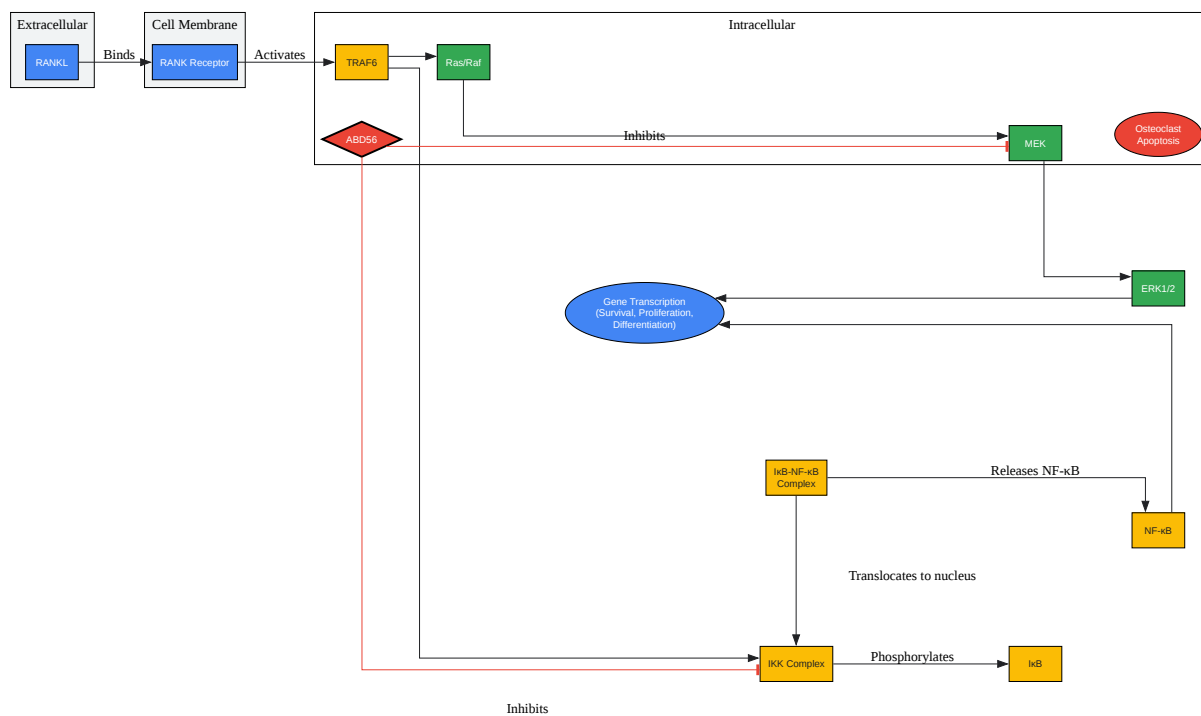 Extracellular
Cell Membrane
Intracellular
RANKL
Binds
RANK Receptor
Activates
TRAF6
Ras/Raf
ABD56
Inhibits
MEK
Osteoclast
Apoptosis
ERK1/2
Gene Transcription
(Survival, Proliferation,
Differentiation)
IκB-NF-κB
Complex
Releases NF-κB
NF-κB
Translocates to nucleus
IKK Complex
Phosphorylates
IκB
Inhibits